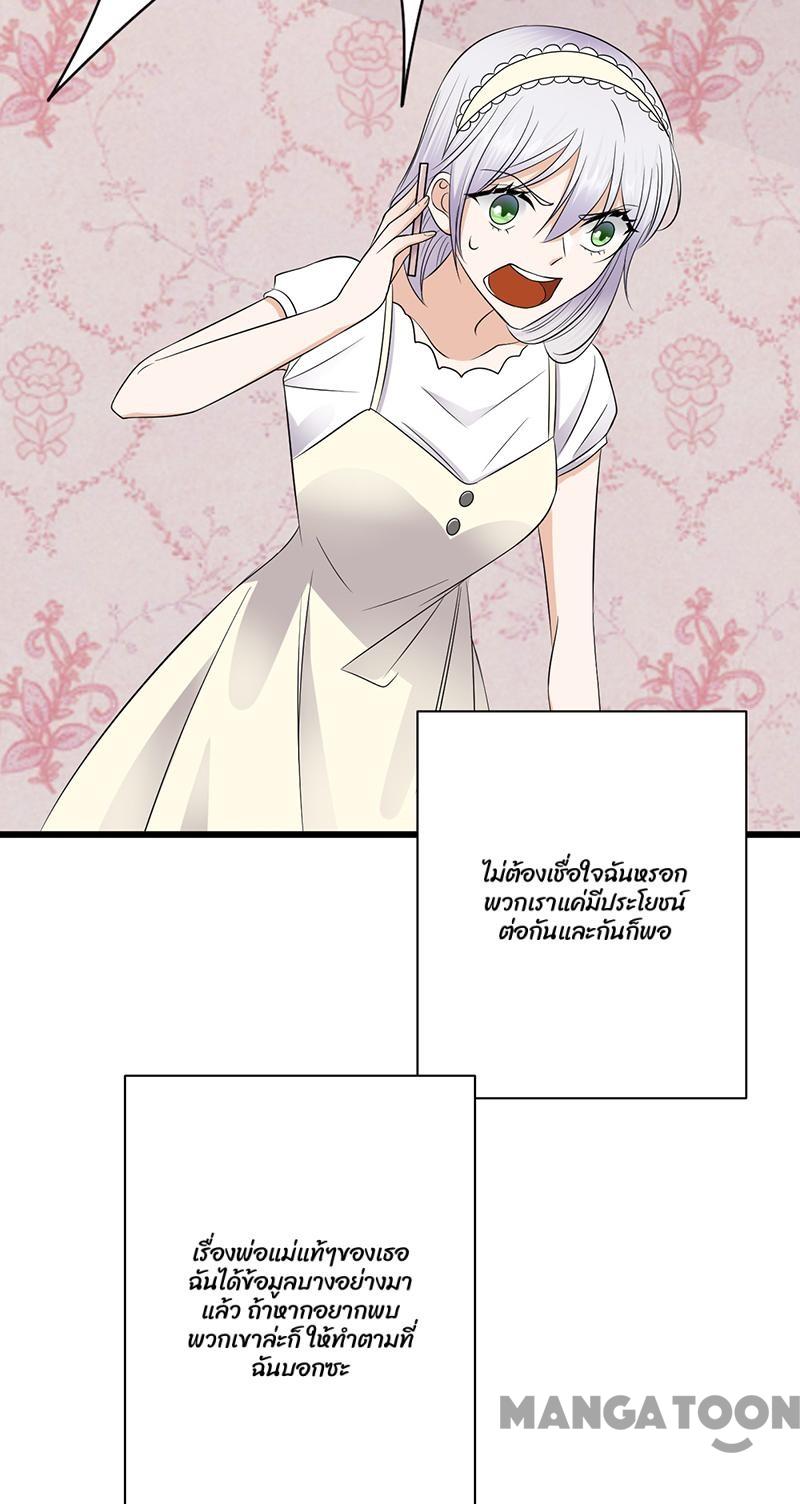 ไม่ต้องเชื่อใจฉันหรอก
พวกเราแค่มีประโยชน์
ต่อกันและกันก็พอ
เรื่องพ่อแม่แท้ๆของเธอ
ฉันได้ข้อมูลบางอย่างมา
แล้ว ถ้าหากอยากพบ
พวกเขาล่ะก็ ให้ทำตามที่
ฉันบอกซะ
MANGATOON